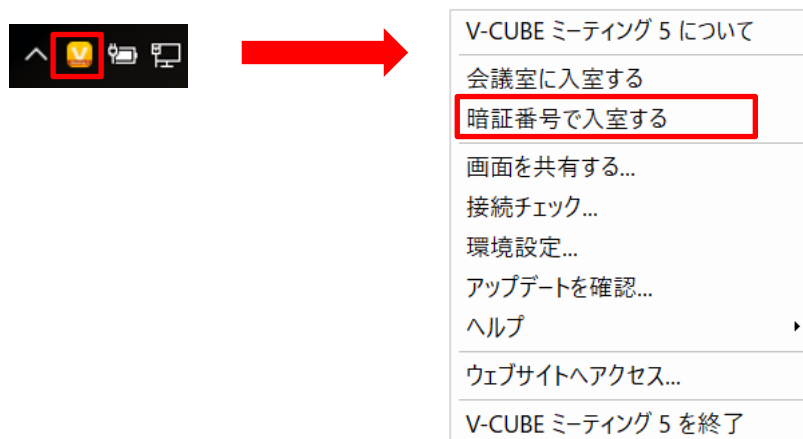 V-CUBE ミーティング 5 について
会議室に入室する
暗証番号で入室する
画面を共有する...
接続チェック...
環境設定...
アップデートを確認...
ヘルプ
ウェブサイトへアクセス...
V-CUBE ミーティング 5 を終了